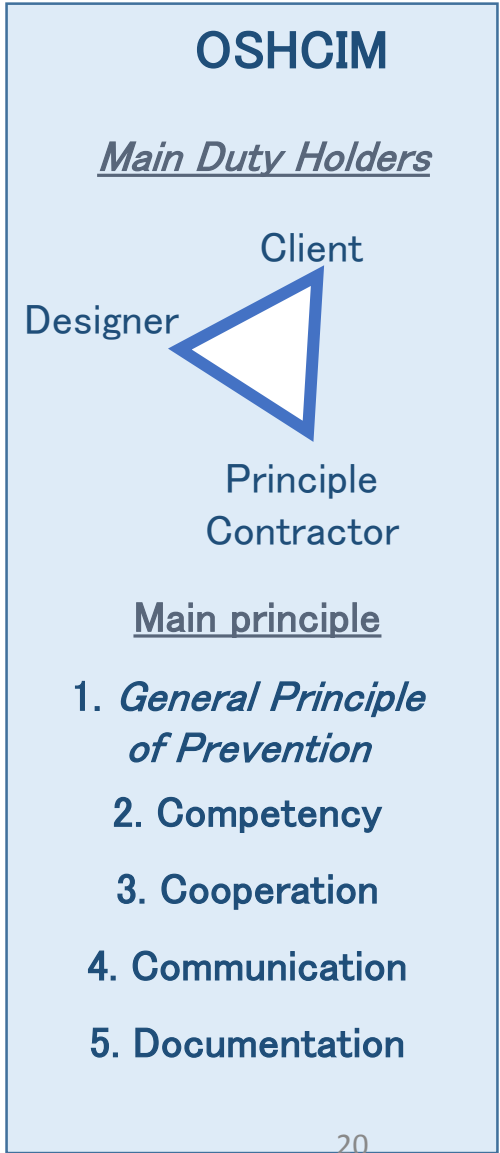 OSHCIM
Main Duty Holders
Client
Designer
Principle
Contractor
Main principle
1. General Principle
of Prevention
2. Competency
3. Cooperation
4. Communication
5. Documentation
20